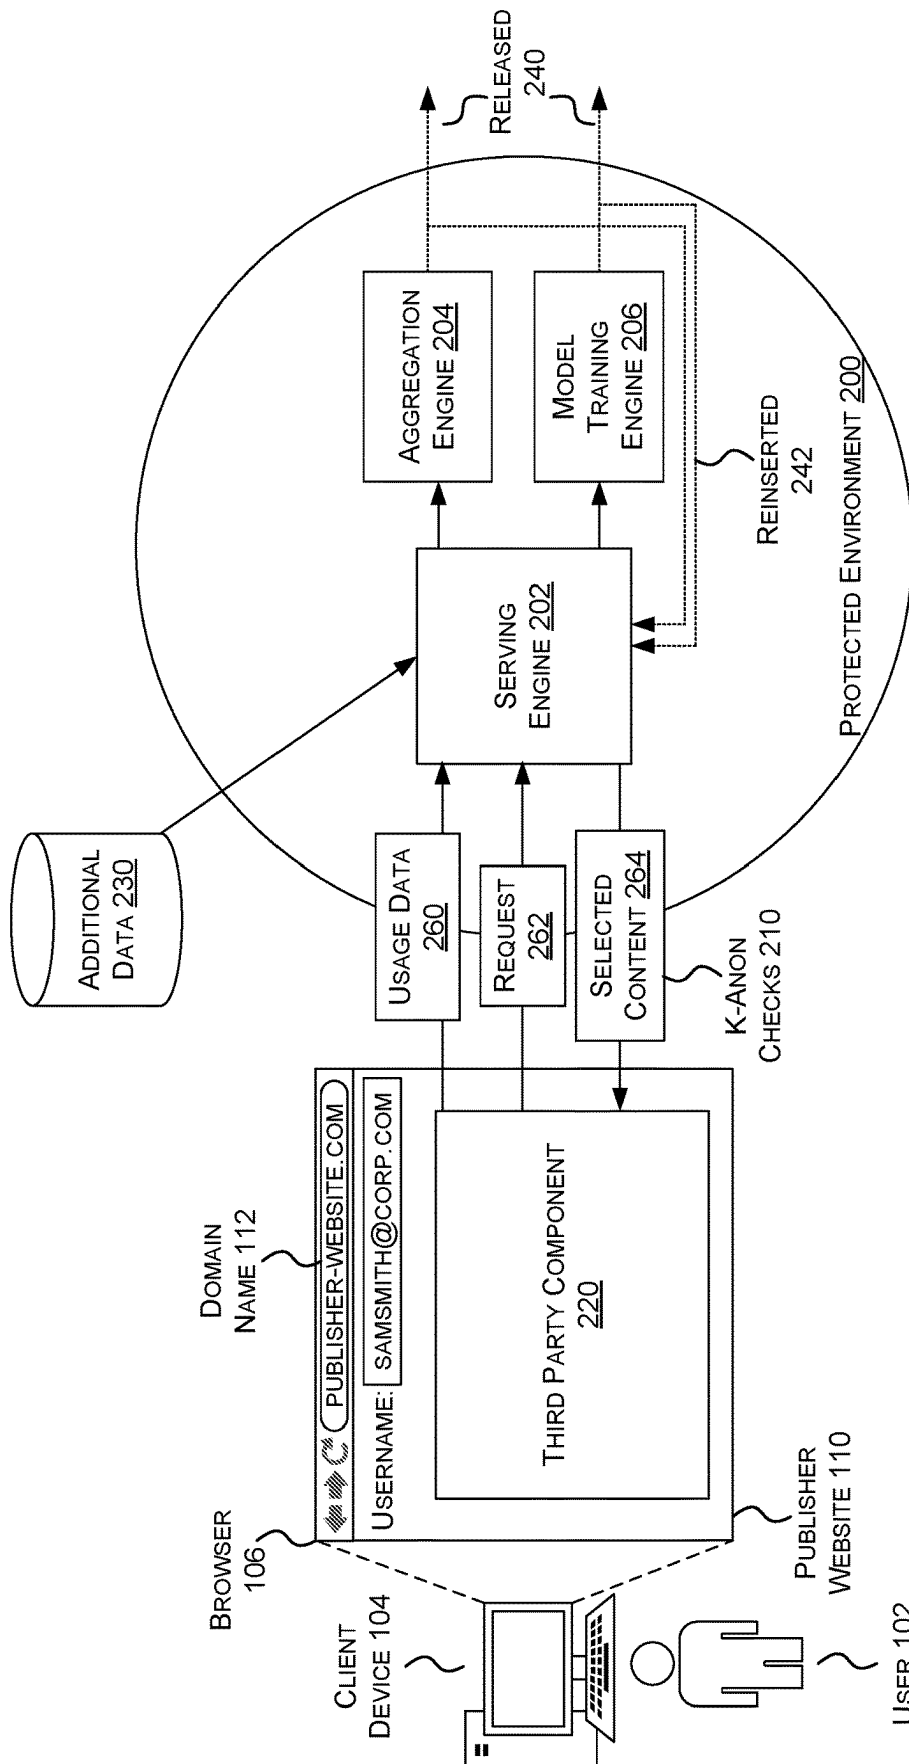 BROWSER
106
DOMAIN
NAME 112
PUBLISHER-WEBSITE.COM
USERNAME:
SAMSMITH@CORP.COM
THIRD PARTY COMPONENT
220
CLIENT
DEVICE 104
USER 102
PUBLISHER
WEBSITE 110
ADDITIONAL
DATA 230
USAGE DATA
260
REQUEST
262
SELECTED
CONTENT 264
K-ANON
CHECKS 210
SERVING
ENGINE 202
AGGREGATION
ENGINE 204
MODEL
TRAINING
ENGINE 206
RELEASED
240
REINSERTED
242
PROTECTED ENVIRONMENT 200